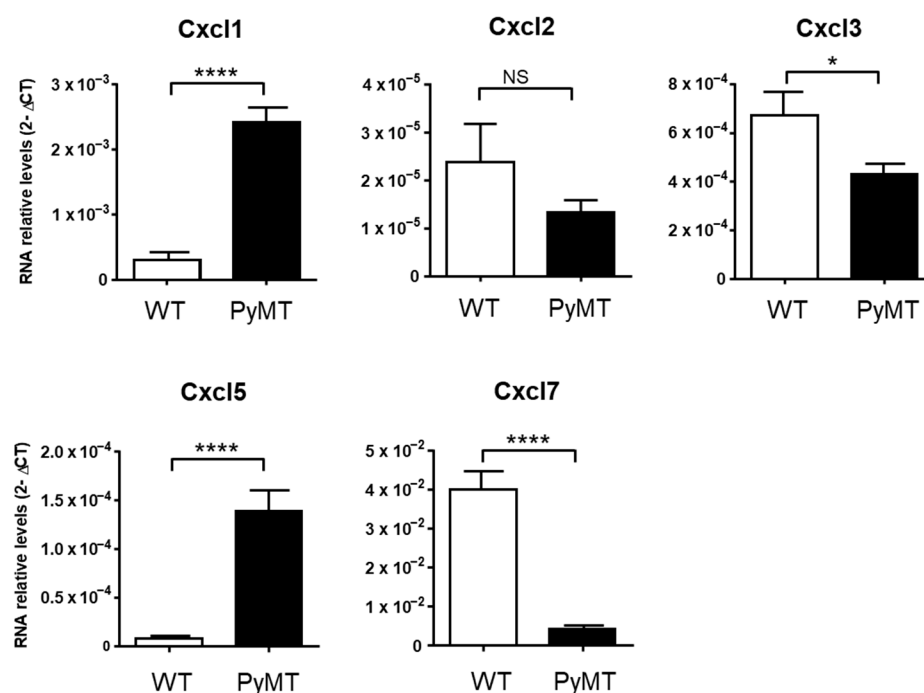 Cxcl1
Cxcl2
Cxcl3
RNA relative levels (2- ΔCT)
3 x 10⁻³
2 x 10⁻³
1 x 10⁻³
0
****
WT
PyMT
4 x 10⁻⁵
3 x 10⁻⁵
2 x 10⁻⁵
1 x 10⁻⁵
0
NS
WT
PyMT
8 x 10⁻⁴
6 x 10⁻⁴
4 x 10⁻⁴
2 x 10⁻⁴
0
*
WT
PyMT
Cxcl5
Cxcl7
RNA relative levels (2- ΔCT)
2.0 x 10⁻⁴
1.5 x 10⁻⁴
1.0 x 10⁻⁴
0.5 x 10⁻⁴
0
****
WT
PyMT
5 x 10⁻²
4 x 10⁻²
3 x 10⁻²
2 x 10⁻²
1 x 10⁻²
0
****
WT
PyMT